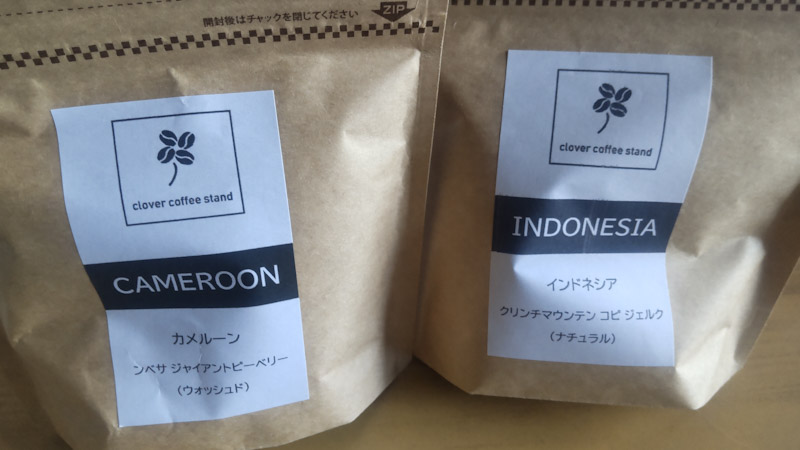 開封後はチャックを閉じてください
ZIP
clover coffee stand
CAMEROON
カメルーン
ンベサ ジャイアントピーベリー
(ウォッシュド)
clover coffee stand
INDONESIA
インドネシア
クリンチマウンテン コピ ジェルク
(ナチュラル)